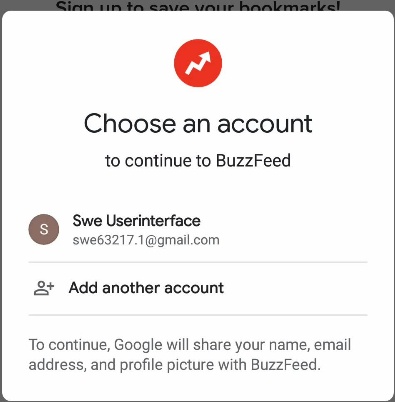 Sign up to save your bookmarks!
Choose an account
to continue to BuzzFeed
S
Swe Userinterface
swe63217.1@gmail.com
Add another account
To continue, Google will share your name, email
address, and profile picture with BuzzFeed.